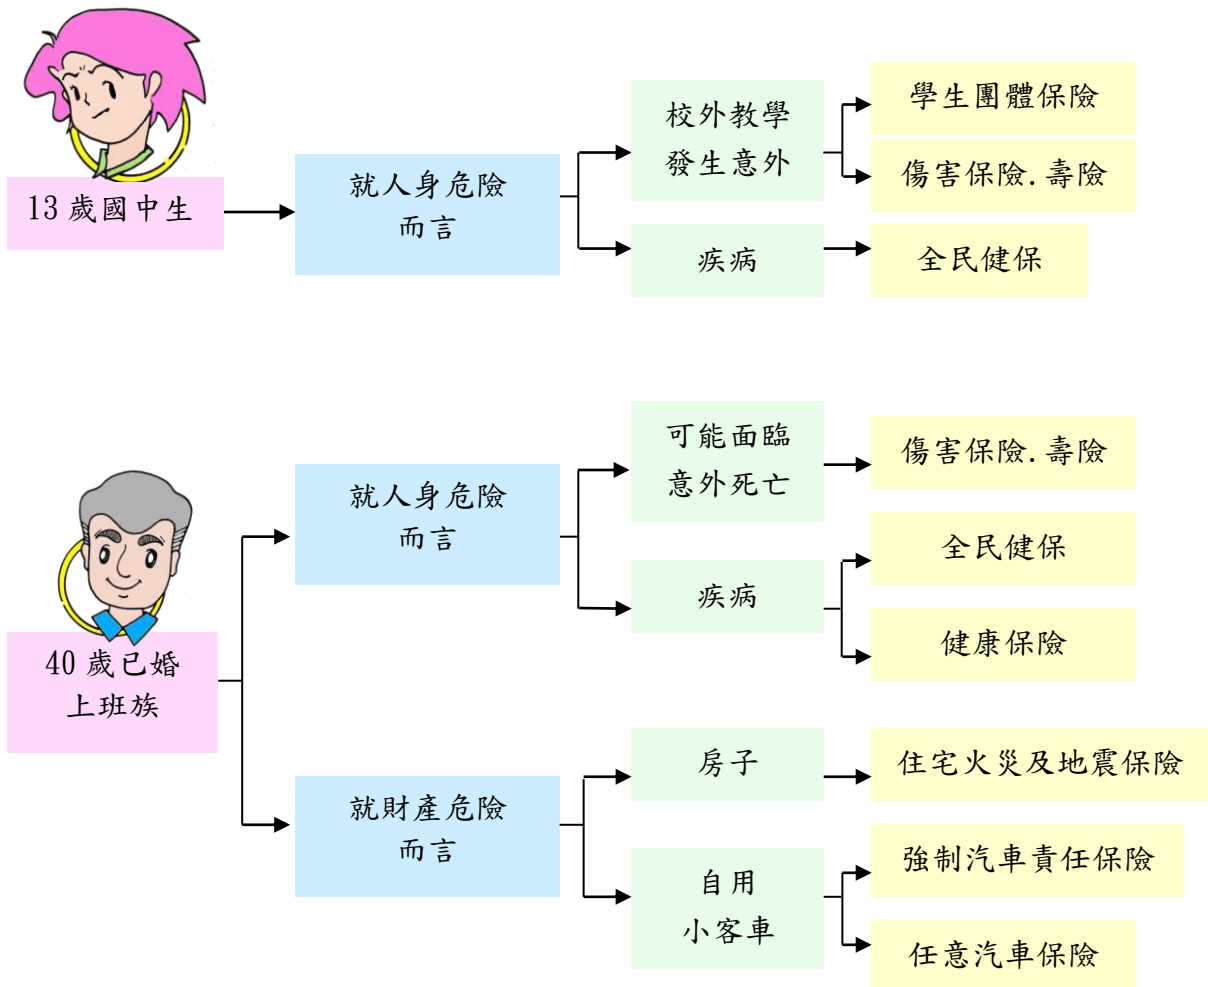 13 歲國中生
就人身危險
而言
校外教學
發生意外
學生團體保險
傷害保險.壽險
疾病
全民健保
40 歲已婚
上班族
就人身危險
而言
可能面臨
意外死亡
傷害保險.壽險
疾病
全民健保
健康保險
就財產危險
而言
房子
住宅火災及地震保險
自用
小客車
強制汽車責任保險
任意汽車保險